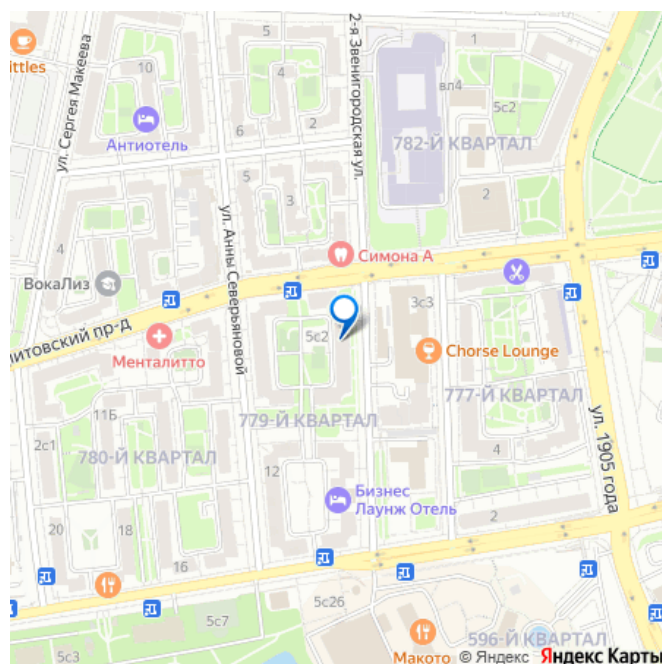 ittles
ул. Сергея Макеева
10
Антиотель
5
4
6
2
2-я Звенигородская ул.
1
вл4
5с2
782-Й КВАРТАЛ
2
5
3
ул. Анны Северьяновой
4
ВокаЛиз
Симона А
3с3
литовский пр-д
Менталитто
5с2
Chorse Lounge
777-Й КВАРТАЛ
779-Й КВАРТАЛ
11Б
2с1
780-Й КВАРТАЛ
12
4
ул. 1905 года
Бизнес
Лаунж Отель
20
18
16
2
5с7
5с3
5с26
Макото
596-Й КВАРТАЛ
© Яндекс Яндекс Карты